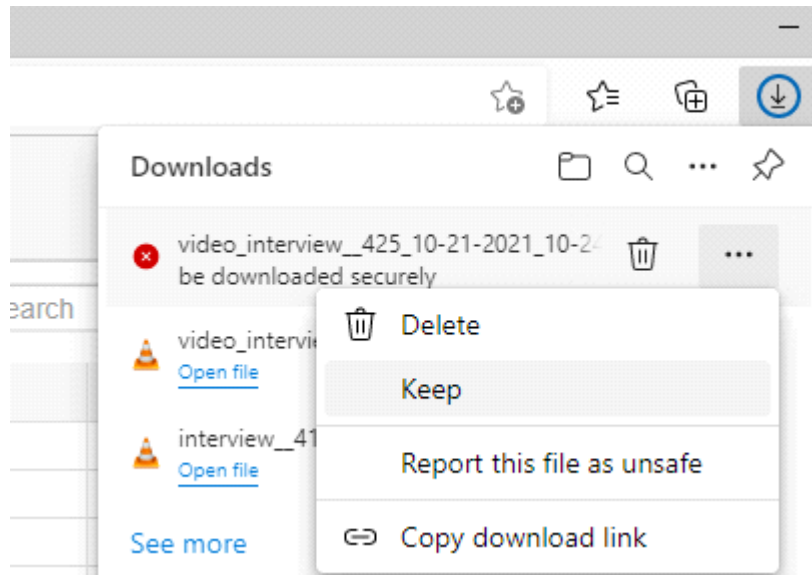 Downloads
video_interview__425_10-21-2021_10-24
be downloaded securely
earch
Delete
video_intervie
Open file
Keep
interview__41
Open file
Report this file as unsafe
See more
Copy download link